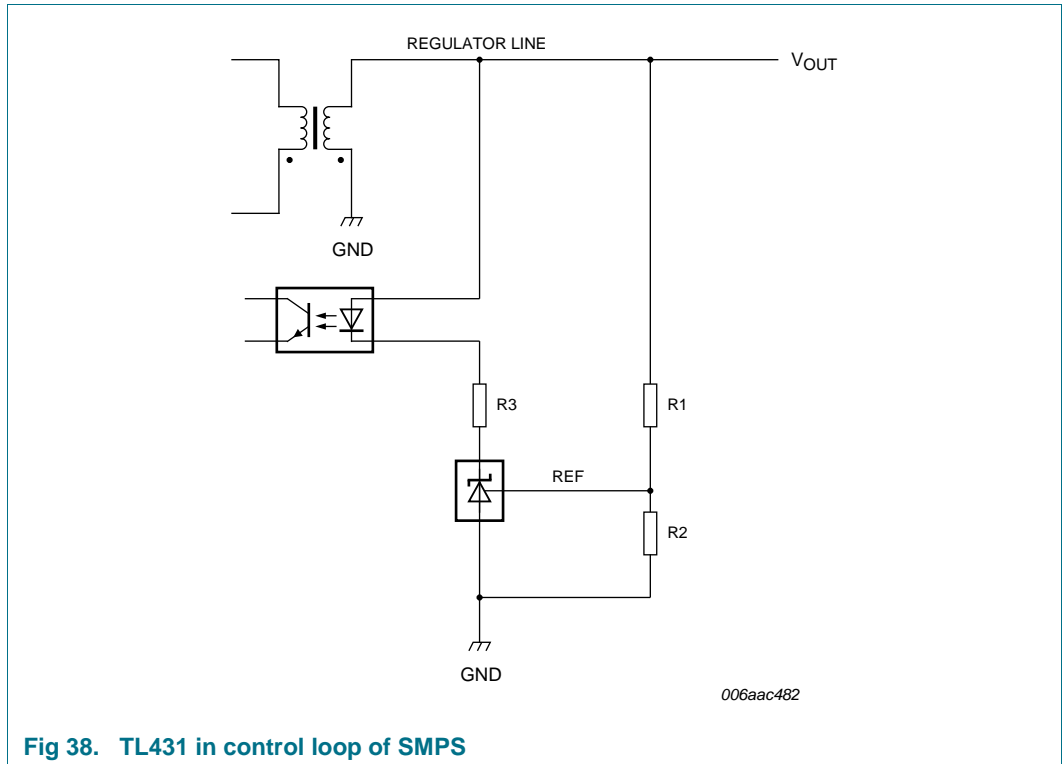 REGULATOR LINE
VOUT
GND
R3
R1
REF
R2
GND
006aac482
Fig 38. TL431 in control loop of SMPS